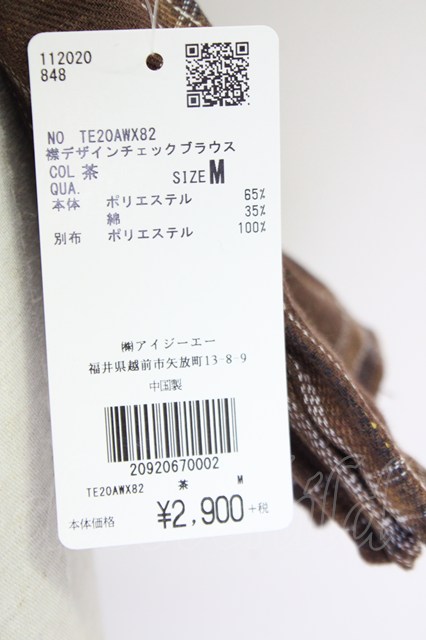 112020
848
NO TE20AWX82
襟デザインチェックブラウス
COL 茶 SIZE M
QUA.
本体 ポリエステル 65%
綿 35%
別布 ポリエステル 100%
㈱アイジーエー
福井県越前市矢放町13-8-9
中国製
20920670002
TE20AWX82 茶 M
本体価格 ¥2,900+税